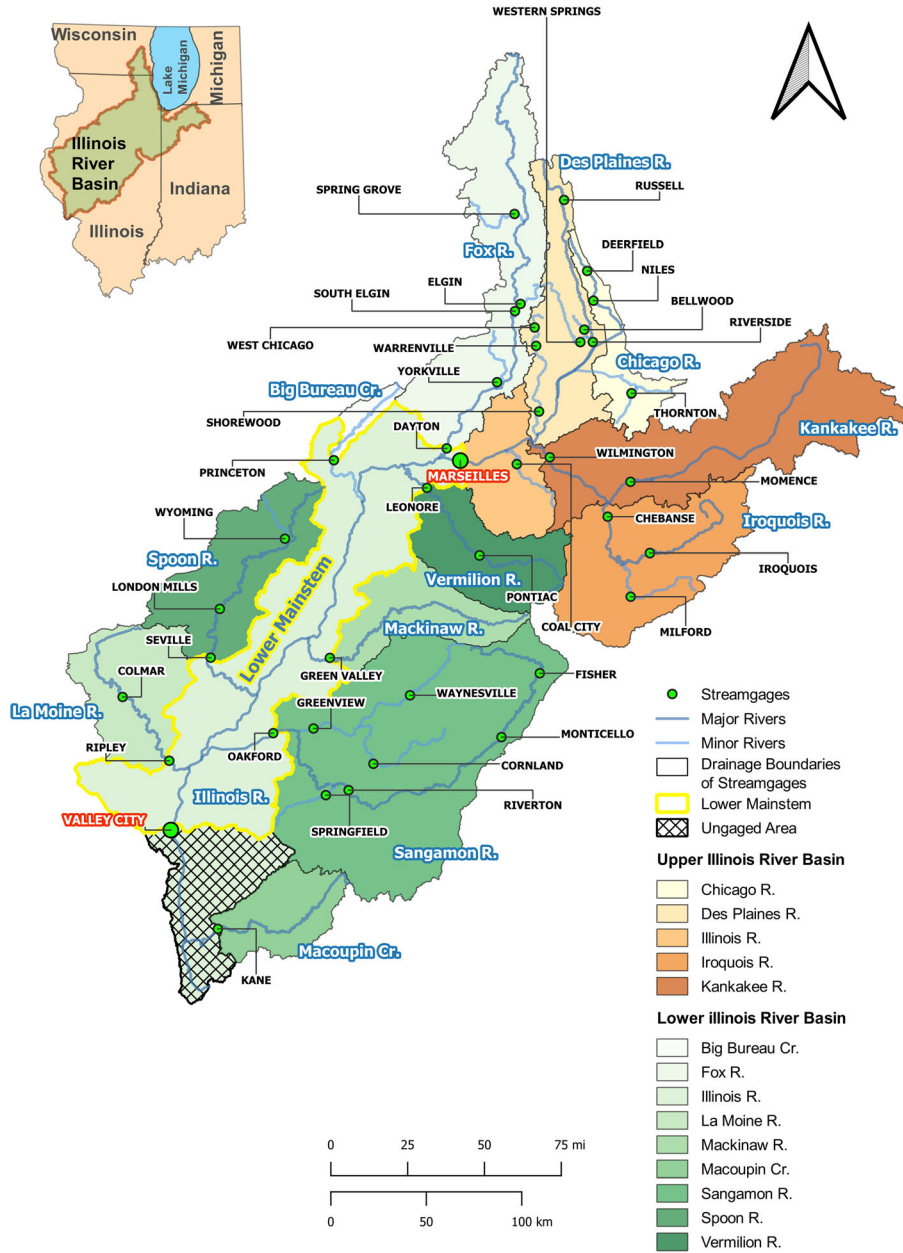 WESTERN SPRINGS
Wisconsin
Lake
Michigan
Michigan
Illinois
River
Basin
Indiana
Illinois
Des Plaines R.
RUSSELL
SPRING GROVE
DEERFIELD
Fox R.
NILES
ELGIN
SOUTH ELGIN
BELLWOOD
RIVERSIDE
WEST CHICAGO
WARRENVILLE
Chicago R.
YORKVILLE
Big Bureau Cr.
THORNTON
SHOREWOOD
DAYTON
Kankakee R.
WILMINGTON
PRINCETON
MARSEILLES
MOMENCE
LEONORE
WYOMING
CHEBANSE
Iroquois R.
Spoon R.
IROQUOIS
Vermilion R.
LONDON MILLS
PONTIAC
Lower Mainstem
COAL CITY
MILFORD
Mackinaw R.
SEVILLE
COLMAR
GREEN VALLEY
FISHER
WAYNESVILLE
GREENVIEW
La Moine R.
MONTICELLO
RIPLEY
OAKFORD
CORNLAND
Illinois R.
RIVERTON
VALLEY CITY
SPRINGFIELD
Sangamon R.
Macoupin Cr.
KANE
Streamgages
Major Rivers
Minor Rivers
Drainage Boundaries
of Streamgages
Lower Mainstem
Ungaged Area
Upper Illinois River Basin
Chicago R.
Des Plaines R.
Illinois R.
Iroquois R.
Kankakee R.
Lower illinois River Basin
Big Bureau Cr.
Fox R.
Illinois R.
La Moine R.
Mackinaw R.
Macoupin Cr.
Sangamon R.
Spoon R.
Vermilion R.
0 25 50 75 mi
0 50 100 km